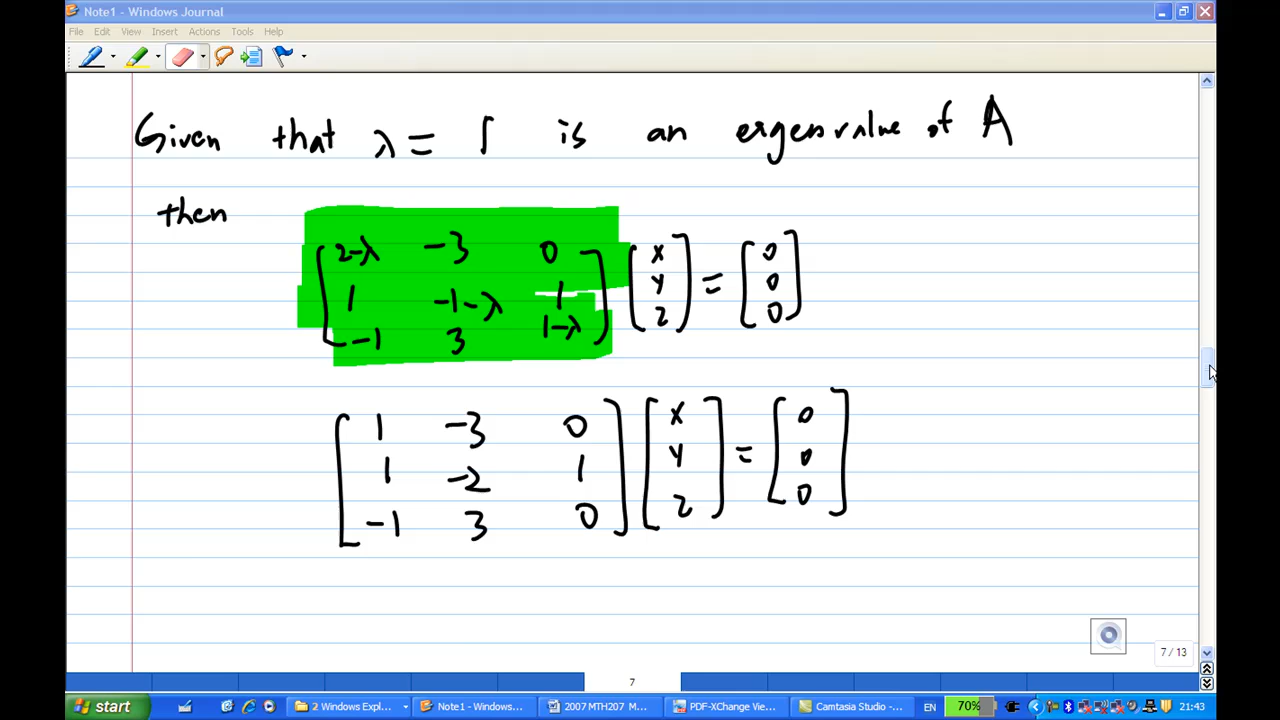 Note1 - Windows Journal
File Edit View Insert Actions Tools Help
Given that λ = 1 is an eigenvalue of A
then
[2-λ -3 0] [x] = [0]
[1 -1-λ 1] [y] [0]
[-1 3 1-λ] [z] [0]
[1 -3 0] [x] = [0]
[1 -2 1] [y] [0]
[-1 3 0] [z] [0]
7 / 13
7
start
2 Windows Expl...
Note1 - Windows...
2007 MTH207 M...
PDF-XChange Vie...
Camtasia Studio -...
EN
70%
21:43